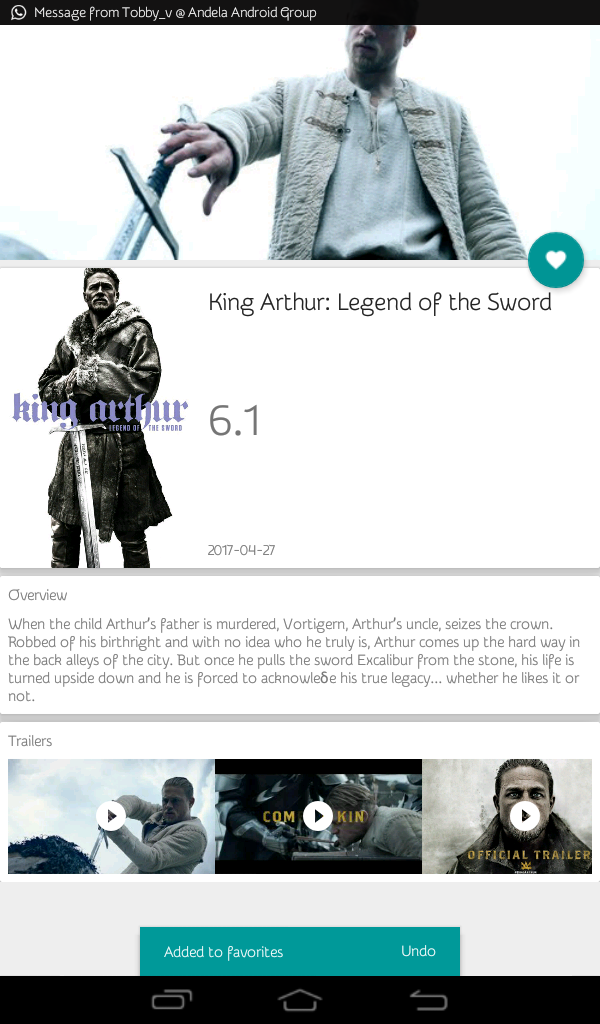 Message from Tobby_v @ Andela Android Group
King Arthur: Legend of the Sword
king arthur
LEGEND OF THE SWORD
6.1
2017-04-27
Overview
When the child Arthur's father is murdered, Vortigern, Arthur's uncle, seizes the crown.
Robbed of his birthright and with no idea who he truly is, Arthur comes up the hard way in
the back alleys of the city. But once he pulls the sword Excalibur from the stone, his life is
turned upside down and he is forced to acknowleδe his true legacy... whether he likes it or
not.
Trailers
COM KIN
OFFICIAL TRAILER
Added to favorites
Undo